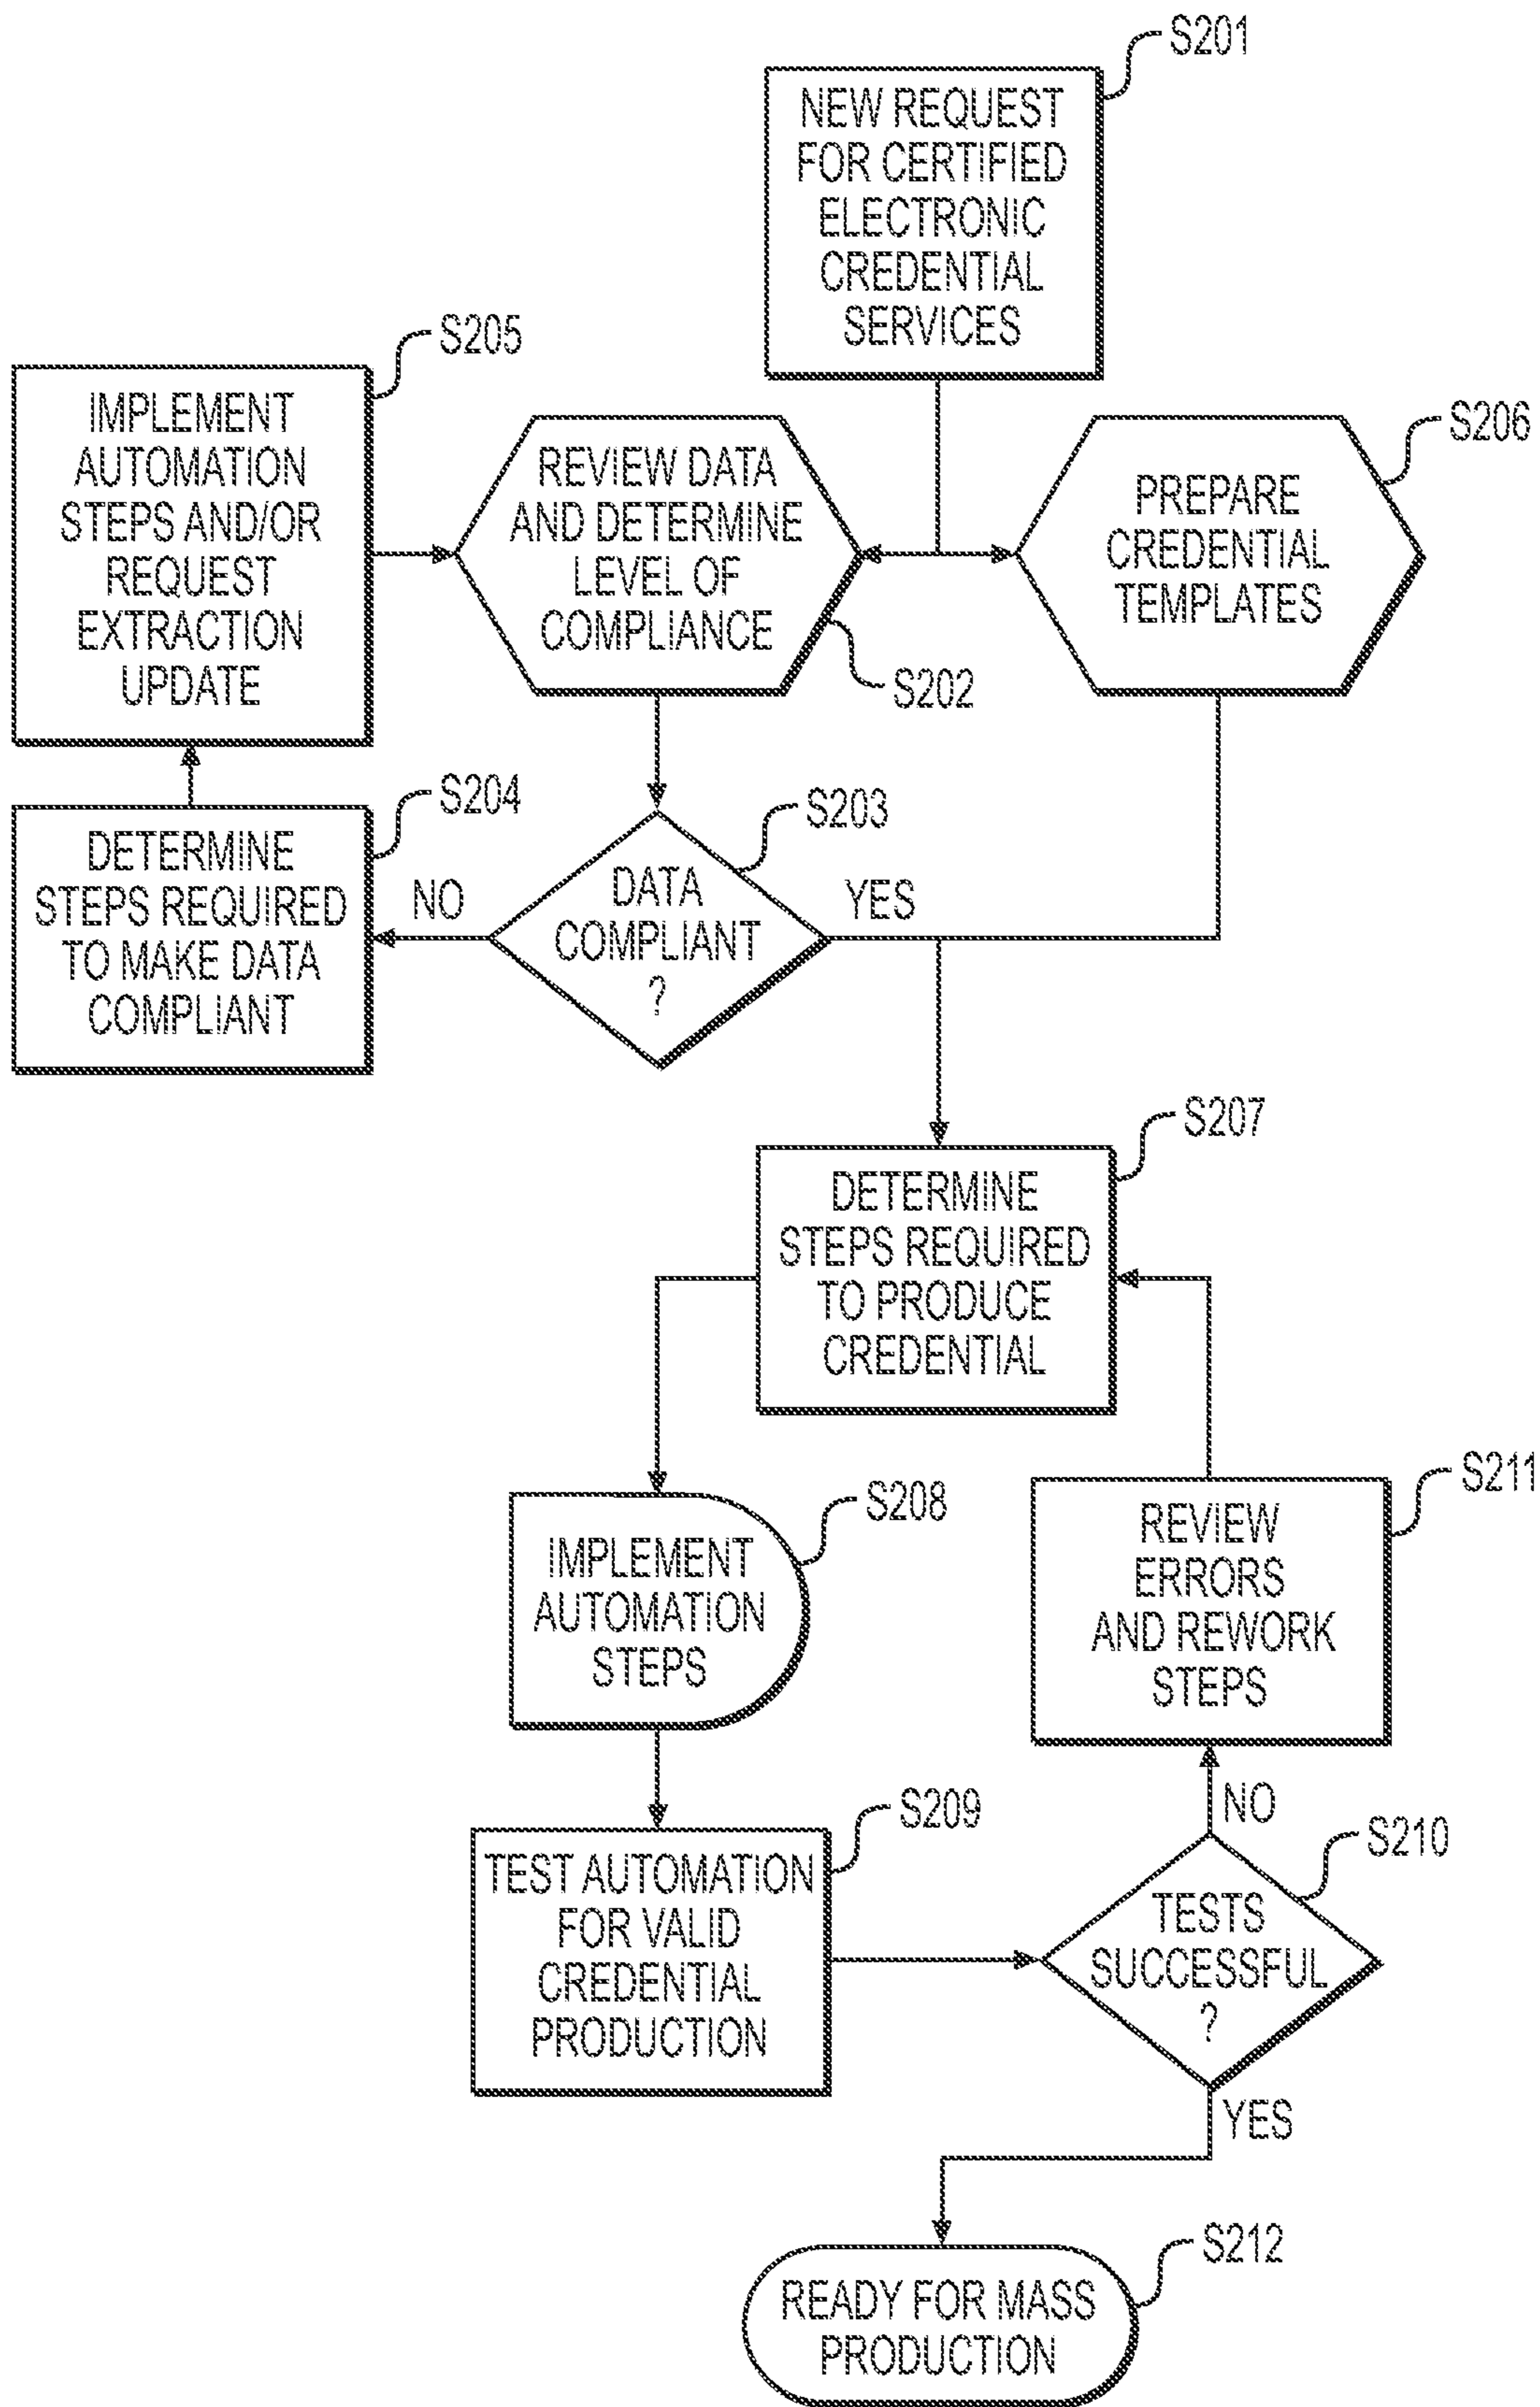 S201
NEW REQUEST
FOR CERTIFIED
ELECTRONIC
CREDENTIAL
SERVICES
S205
IMPLEMENT
AUTOMATION
STEPS AND/OR
REQUEST
EXTRACTION
UPDATE
REVIEW DATA
AND DETERMINE
LEVEL OF
COMPLIANCE
S202
S206
PREPARE
CREDENTIAL
TEMPLATES
S204
DETERMINE
STEPS REQUIRED
TO MAKE DATA
COMPLIANT
NO
S203
DATA
COMPLIANT
?
YES
S207
DETERMINE
STEPS REQUIRED
TO PRODUCE
CREDENTIAL
S208
IMPLEMENT
AUTOMATION
STEPS
S211
REVIEW
ERRORS
AND REWORK
STEPS
NO
S209
TEST AUTOMATION
FOR VALID
CREDENTIAL
PRODUCTION
S210
TESTS
SUCCESSFUL
?
YES
S212
READY FOR MASS
PRODUCTION